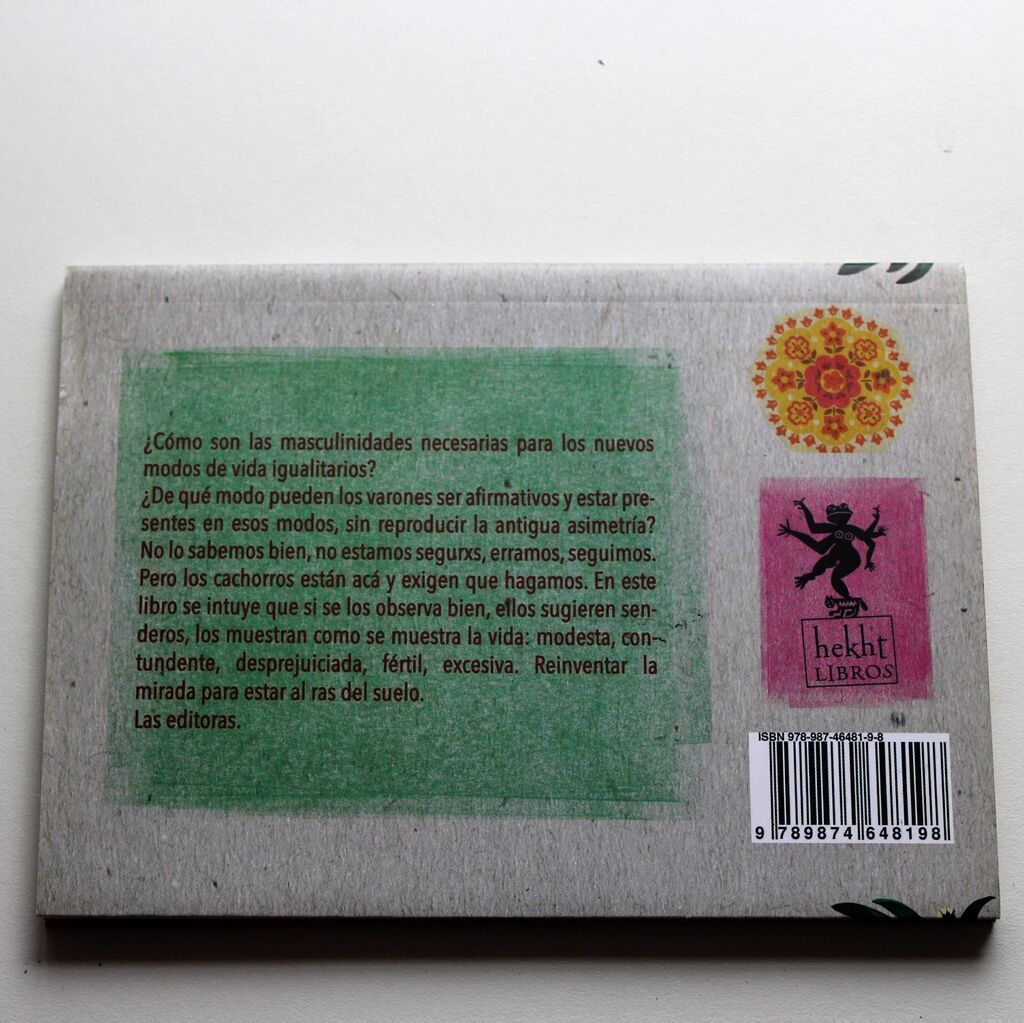 ¿Cómo son las masculinidades necesarias para los nuevos
modos de vida igualitarios?
¿De qué modo pueden los varones ser afirmativos y estar pre-
sentes en esos modos, sin reproducir la antigua asimetría?
No lo sabemos bien, no estamos segurxs, erramos, seguimos.
Pero los cachorros están acá y exigen que hagamos. En este
libro se intuye que si se los observa bien, ellos sugieren sen-
deros, los muestran como se muestra la vida: modesta, con-
tundente, desprejuiciada, fértil, excesiva. Reinventar la
mirada para estar al ras del suelo.
Las editoras.
hekht
LIBROS
ISBN 978-987-46481-9-8
9 789874 648198